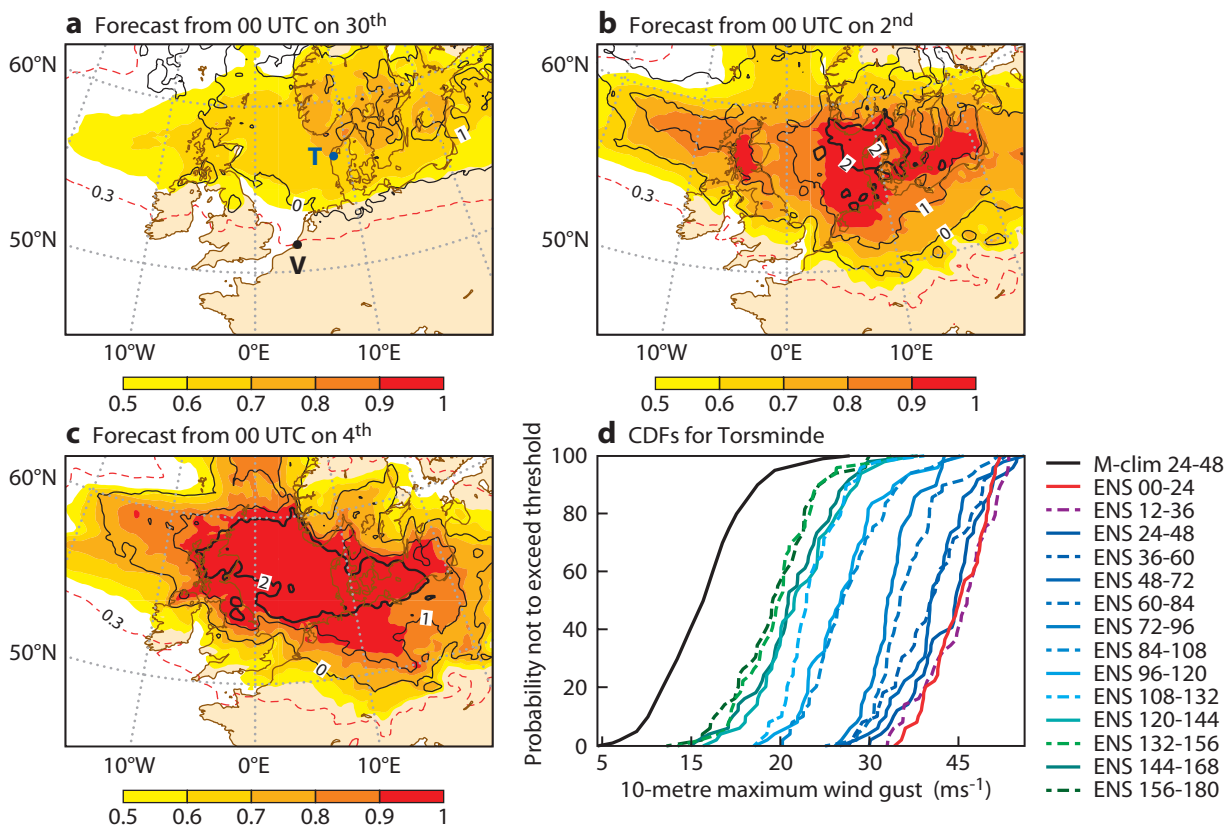 a Forecast from 00 UTC on 30th
60°N
50°N
0.3
T
V
1
0
1
10°W 0°E 10°E
0.5 0.6 0.7 0.8 0.9 1
b Forecast from 00 UTC on 2nd
60°N
50°N
0.3
2
2
1
0
10°W 0°E 10°E
0.5 0.6 0.7 0.8 0.9 1
c Forecast from 00 UTC on 4th
60°N
50°N
0.3
2
1
0
10°W 0°E 10°E
0.5 0.6 0.7 0.8 0.9 1
d CDFs for Torsminde
Probability not to exceed threshold
100
80
60
40
20
0
5 15 20 30 45
10-metre maximum wind gust (ms-1)
M-clim 24-48
ENS 00-24
ENS 12-36
ENS 24-48
ENS 36-60
ENS 48-72
ENS 60-84
ENS 72-96
ENS 84-108
ENS 96-120
ENS 108-132
ENS 120-144
ENS 132-156
ENS 144-168
ENS 156-180